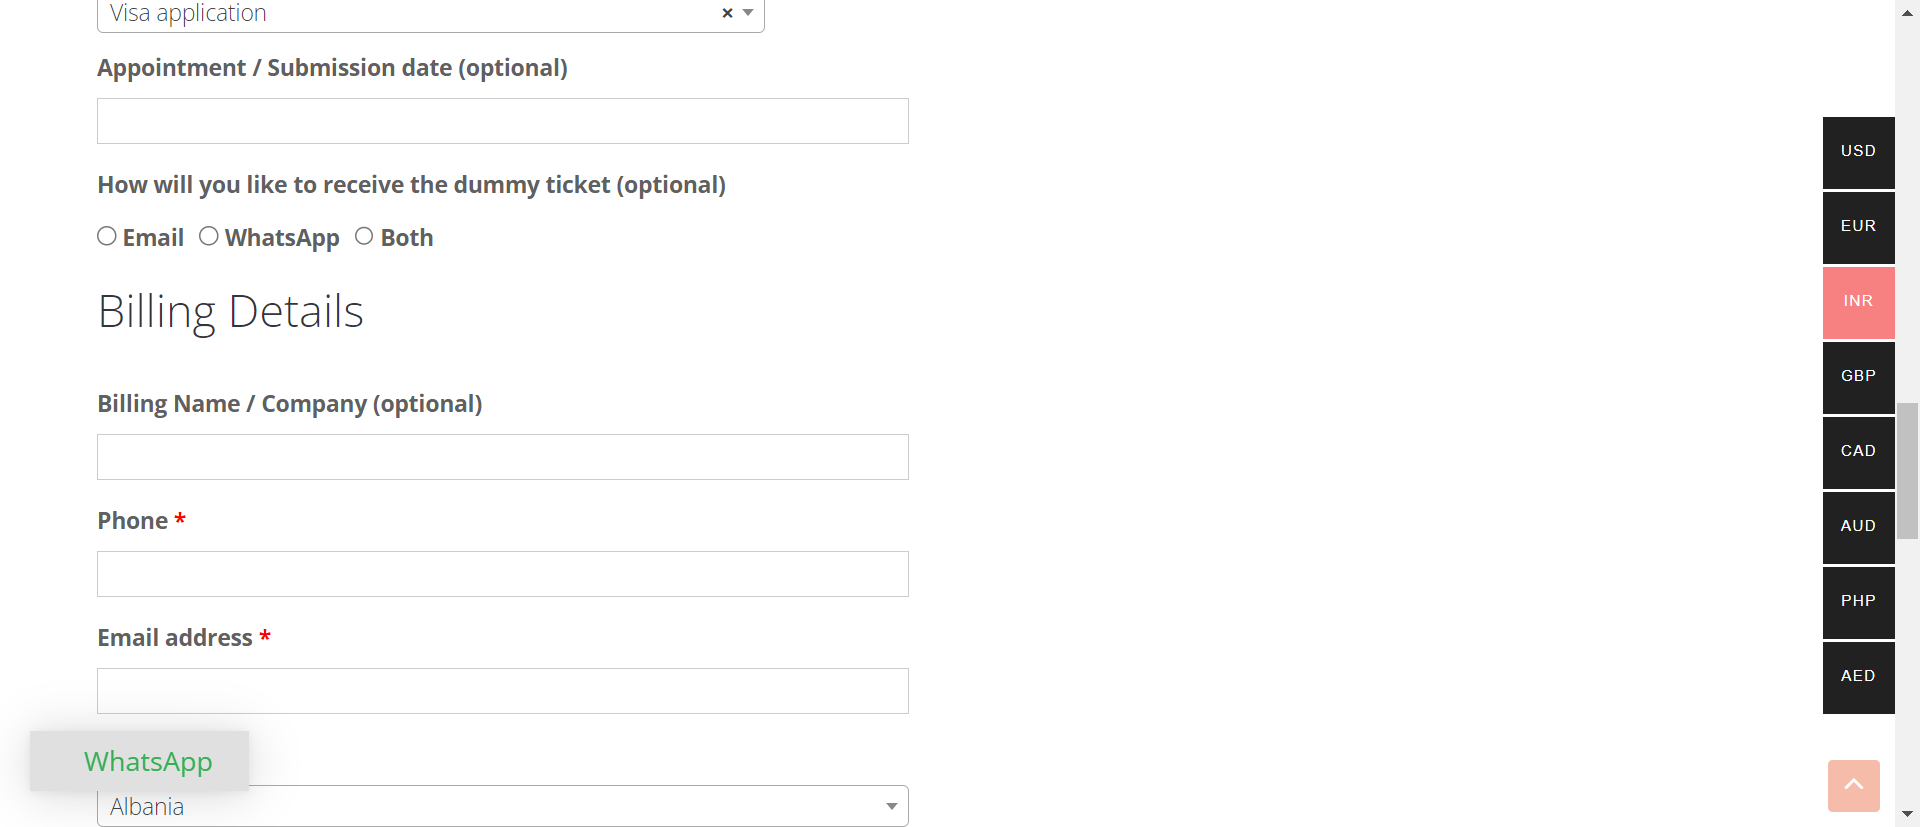 Visa application ×
Appointment / Submission date (optional)
How will you like to receive the dummy ticket (optional)
Email WhatsApp Both
Billing Details
Billing Name / Company (optional)
Phone *
Email address *
WhatsApp
Albania
USD
EUR
INR
GBP
CAD
AUD
PHP
AED